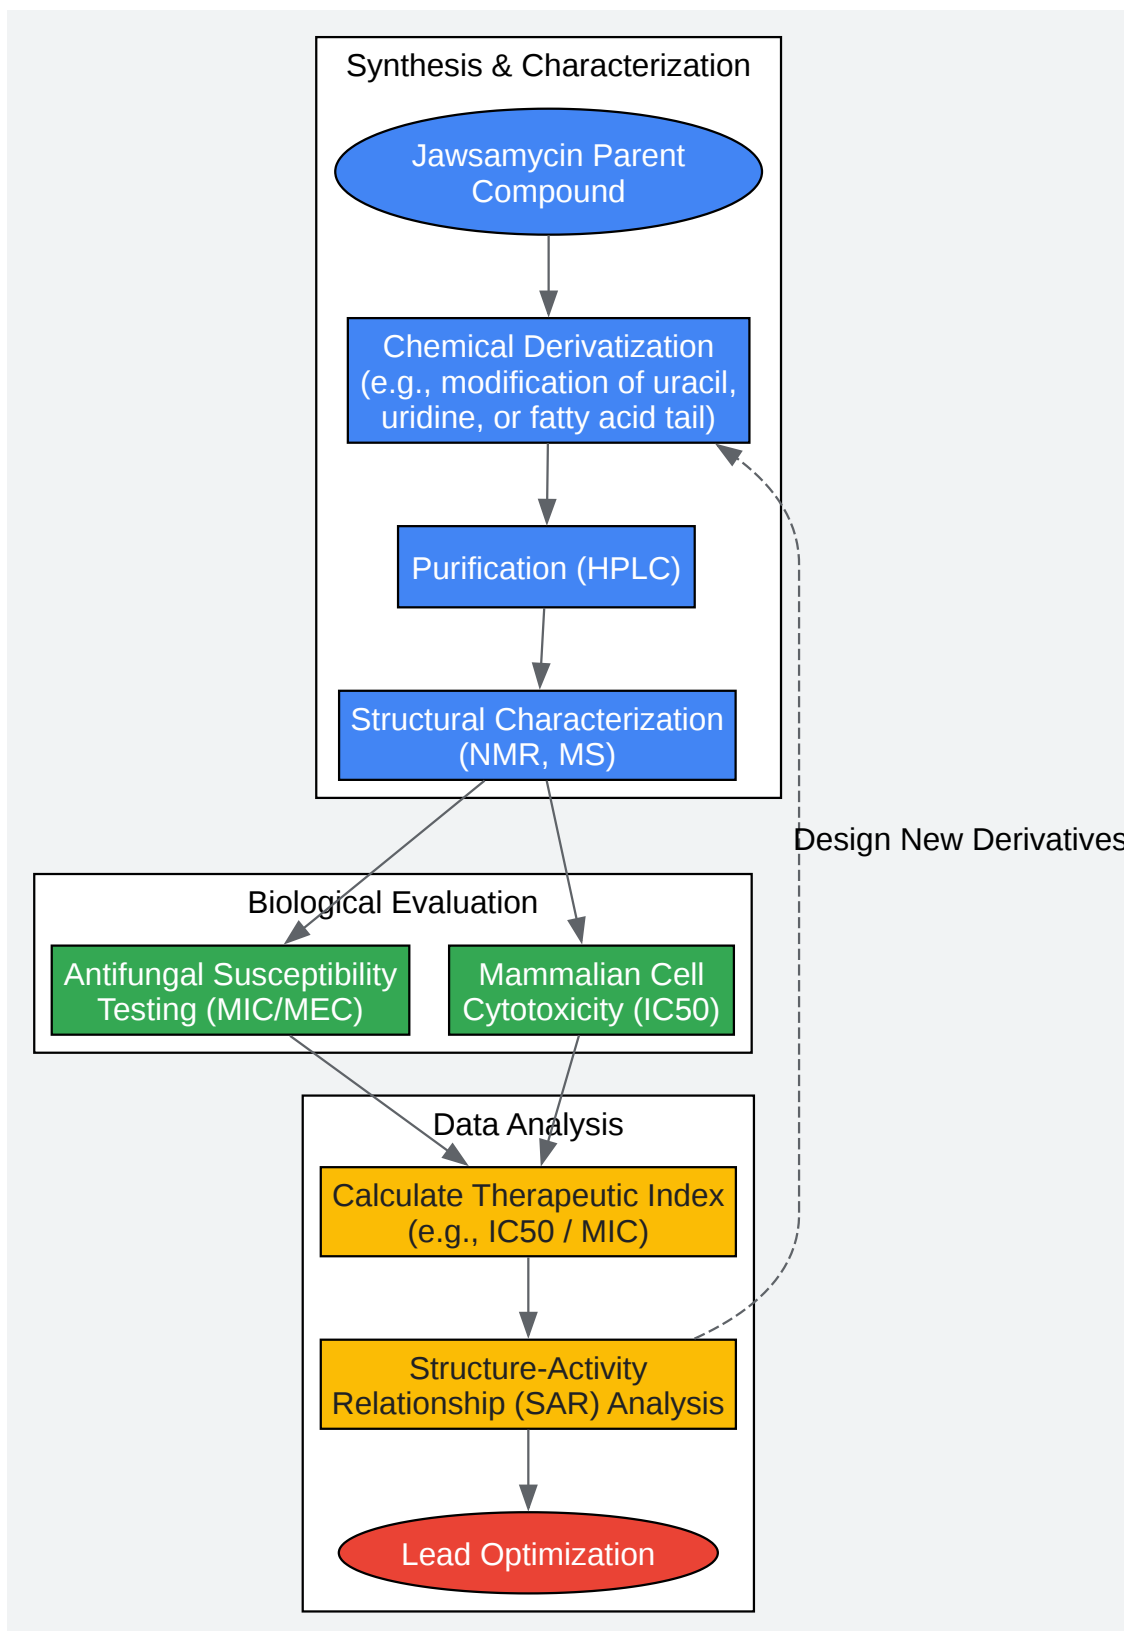 Synthesis & Characterization
Jawsamycin Parent
Compound
Chemical Derivatization
(e.g., modification of uracil,
uridine, or fatty acid tail)
Purification (HPLC)
Structural Characterization
(NMR, MS)
Design New Derivatives
Biological Evaluation
Antifungal Susceptibility
Testing (MIC/MEC)
Mammalian Cell
Cytotoxicity (IC50)
Data Analysis
Calculate Therapeutic Index
(e.g., IC50 / MIC)
Structure-Activity
Relationship (SAR) Analysis
Lead Optimization